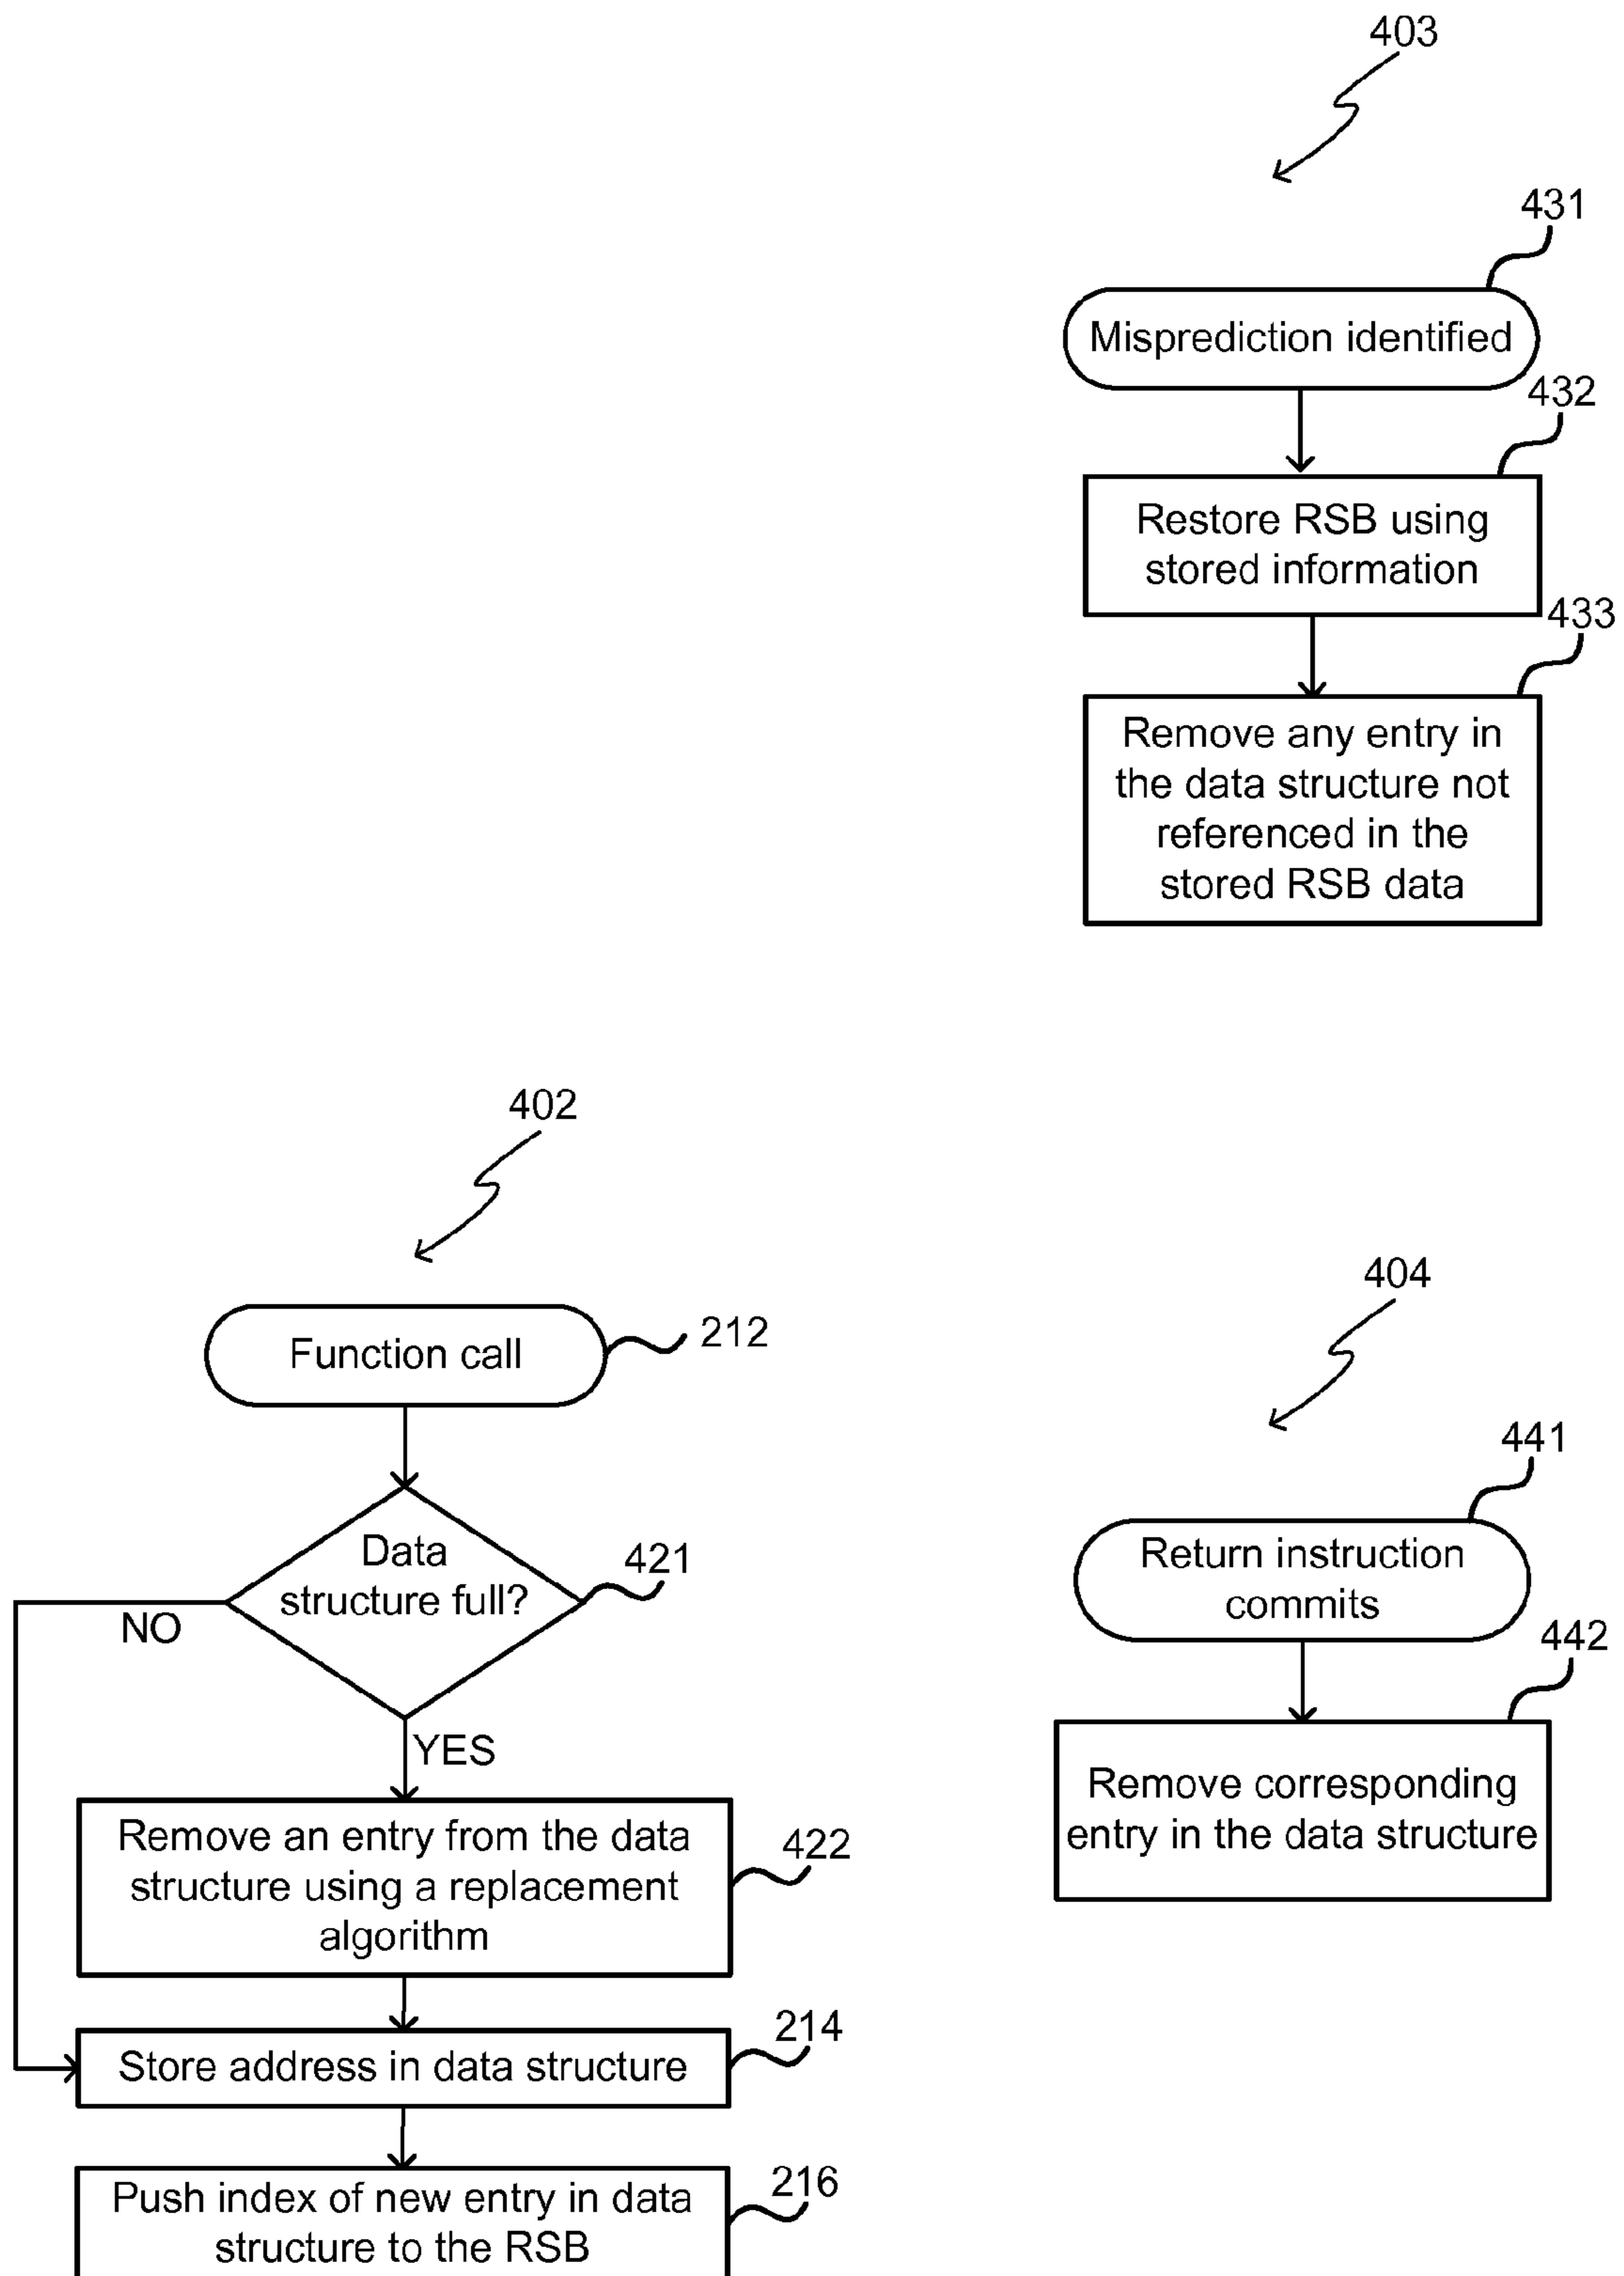 403
431
Misprediction identified
432
Restore RSB using
stored information
433
Remove any entry in
the data structure not
referenced in the
stored RSB data
402
Function call
212
Data
structure full?
421
NO
YES
Remove an entry from the data
structure using a replacement
algorithm
422
Store address in data structure
214
Push index of new entry in data
structure to the RSB
216
404
441
Return instruction
commits
442
Remove corresponding
entry in the data structure